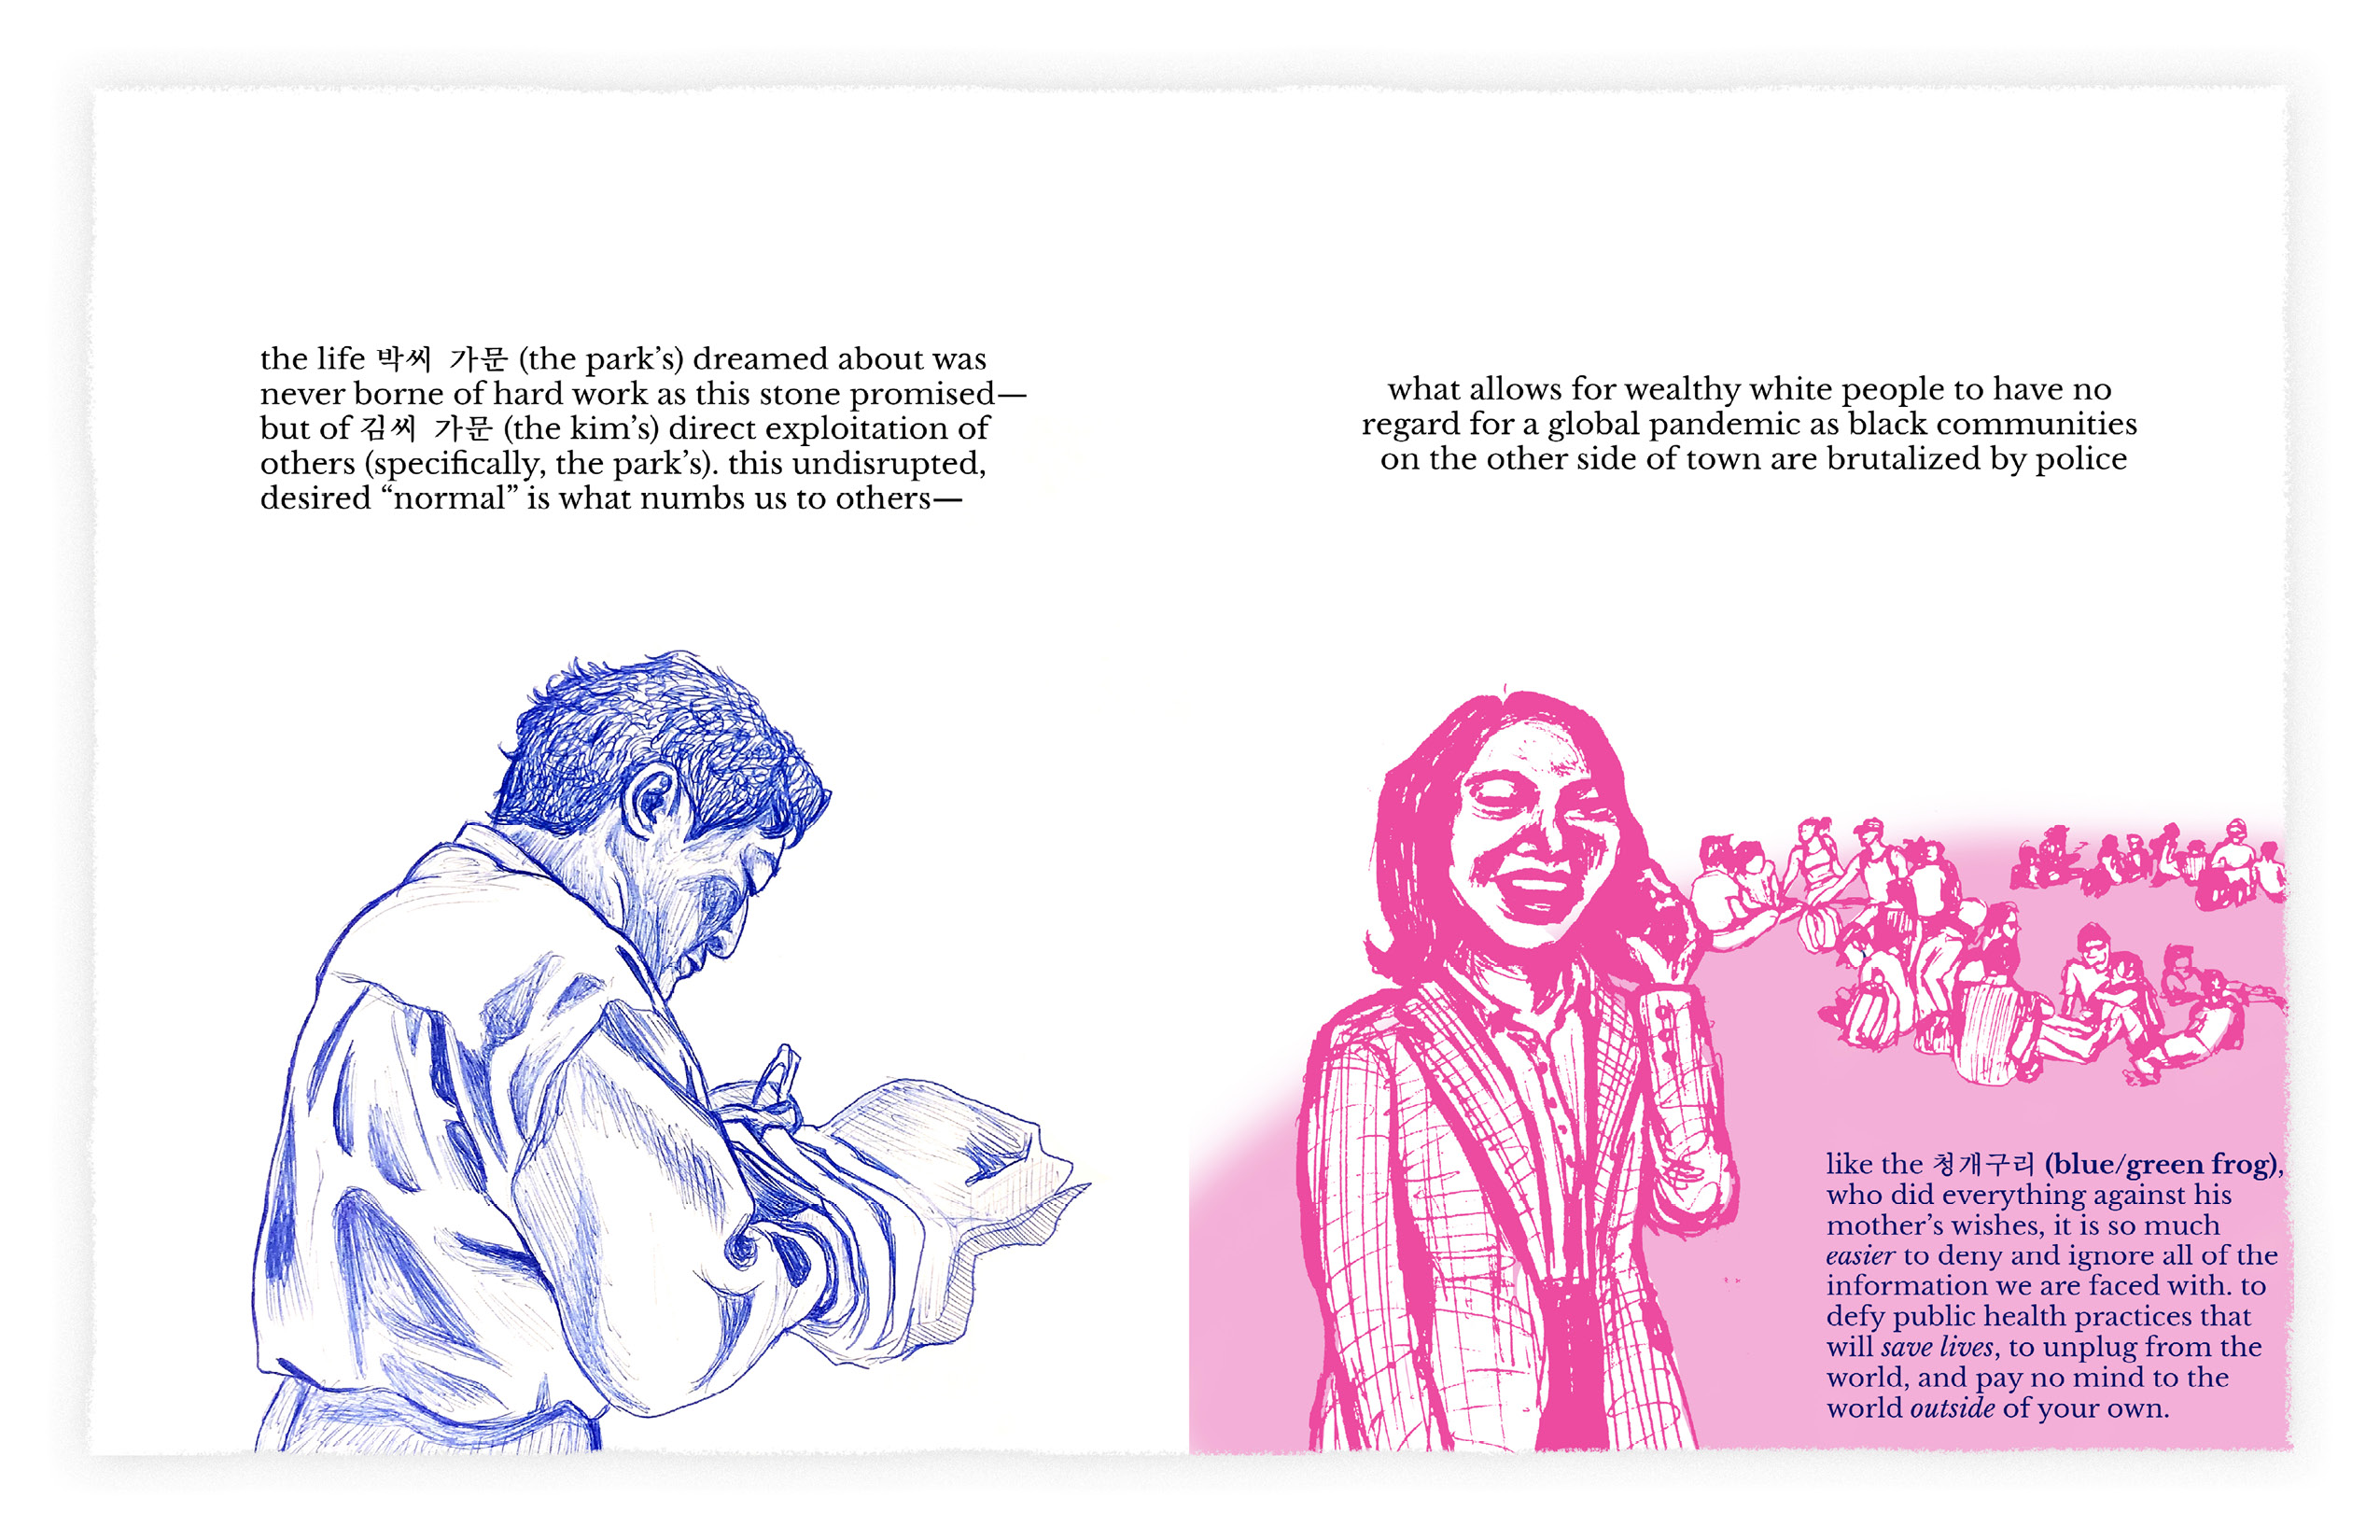 the life 박씨 가문 (the park’s) dreamed about was
never borne of hard work as this stone promised—
but of 김씨 가문 (the kim’s) direct exploitation of
others (specifically, the park’s). this undisrupted,
desired “normal” is what numbs us to others—
what allows for wealthy white people to have no
regard for a global pandemic as black communities
on the other side of town are brutalized by police
like the 청개구리 (blue/green frog),
who did everything against his
mother’s wishes, it is so much
easier to deny and ignore all of the
information we are faced with. to
defy public health practices that
will save lives, to unplug from the
world, and pay no mind to the
world outside of your own.